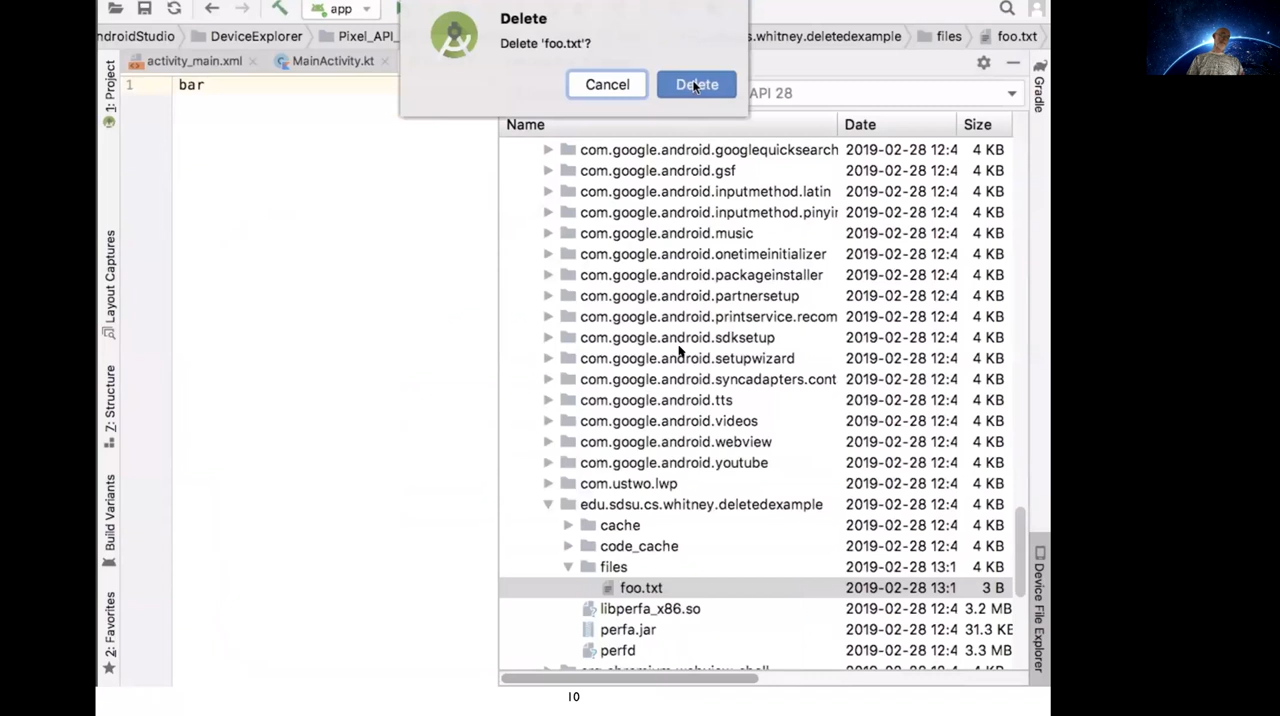 Delete
Delete 'foo.txt'?
Cancel
Delete
app
ndroidStudio
DeviceExplorer
Pixel_API_
cs.whitney.deletedexample
files
foo.txt
activity_main.xml
MainActivity.kt
API 28
1: Project
Layout Captures
7: Structure
Build Variants
2: Favorites
Gradle
Device File Explorer
1
bar
Name Date Size
com.google.android.googlequicksearch 2019-02-28 12:4 4 KB
com.google.android.gsf 2019-02-28 12:4 4 KB
com.google.android.inputmethod.latin 2019-02-28 12:4 4 KB
com.google.android.inputmethod.pinyin 2019-02-28 12:4 4 KB
com.google.android.music 2019-02-28 12:4 4 KB
com.google.android.onetimeinitializer 2019-02-28 12:4 4 KB
com.google.android.packageinstaller 2019-02-28 12:4 4 KB
com.google.android.partnersetup 2019-02-28 12:4 4 KB
com.google.android.printservice.recom 2019-02-28 12:4 4 KB
com.google.android.sdksetup 2019-02-28 12:4 4 KB
com.google.android.setupwizard 2019-02-28 12:4 4 KB
com.google.android.syncadapters.cont 2019-02-28 12:4 4 KB
com.google.android.tts 2019-02-28 12:4 4 KB
com.google.android.videos 2019-02-28 12:4 4 KB
com.google.android.webview 2019-02-28 12:4 4 KB
com.google.android.youtube 2019-02-28 12:4 4 KB
com.ustwo.lwp 2019-02-28 12:4 4 KB
edu.sdsu.cs.whitney.deletedexample 2019-02-28 12:4 4 KB
cache 2019-02-28 12:4 4 KB
code_cache 2019-02-28 12:4 4 KB
files 2019-02-28 13:1 4 KB
foo.txt 2019-02-28 13:1 3 B
libperfa_x86.so 2019-02-28 12:4 3.2 MB
perfa.jar 2019-02-28 12:4 31.3 KE
perfd 2019-02-28 12:4 3.3 MB
10